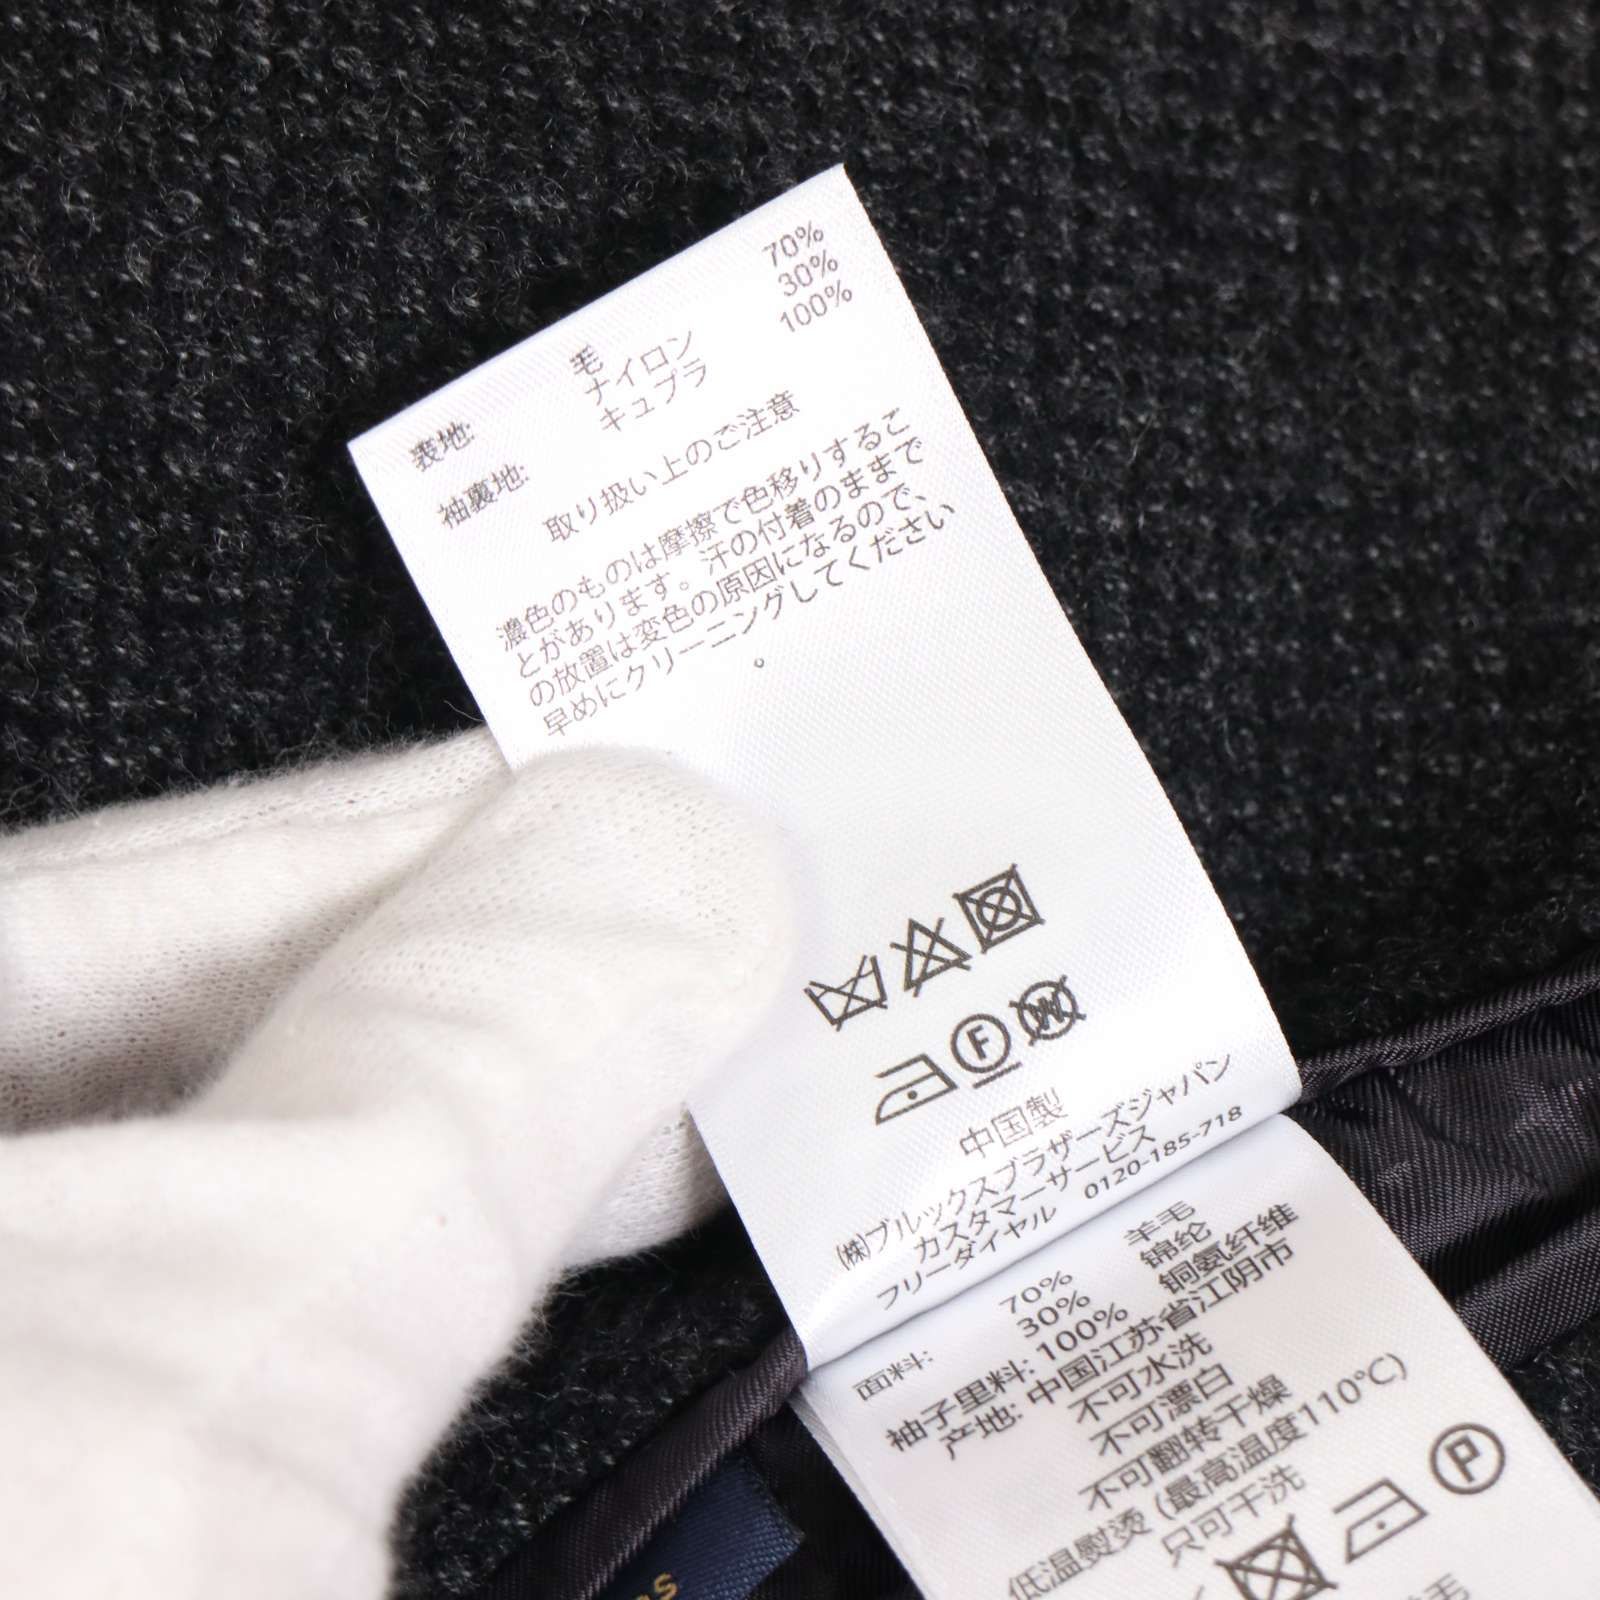 表地: 毛 70%
ナイロン 30%
袖裏地: キュプラ 100%
取り扱い上のご注意
濃色のものは摩擦で色移りするこ
とがあります。汗の付着のままで
の放置は変色の原因になるので、
早めにクリーニングしてください
。
F W
中国製
(株)ブルックスブラザーズジャパン
カスタマーサービス
フリーダイヤル 0120-185-718
面料: 70% 羊毛
30% 锦纶
袖子里料: 100% 铜氨纤维
产地: 中国江苏省江阴市
不可水洗
不可漂白
不可翻转干燥
低温熨烫 (最高温度110℃)
只可干洗
P
毛